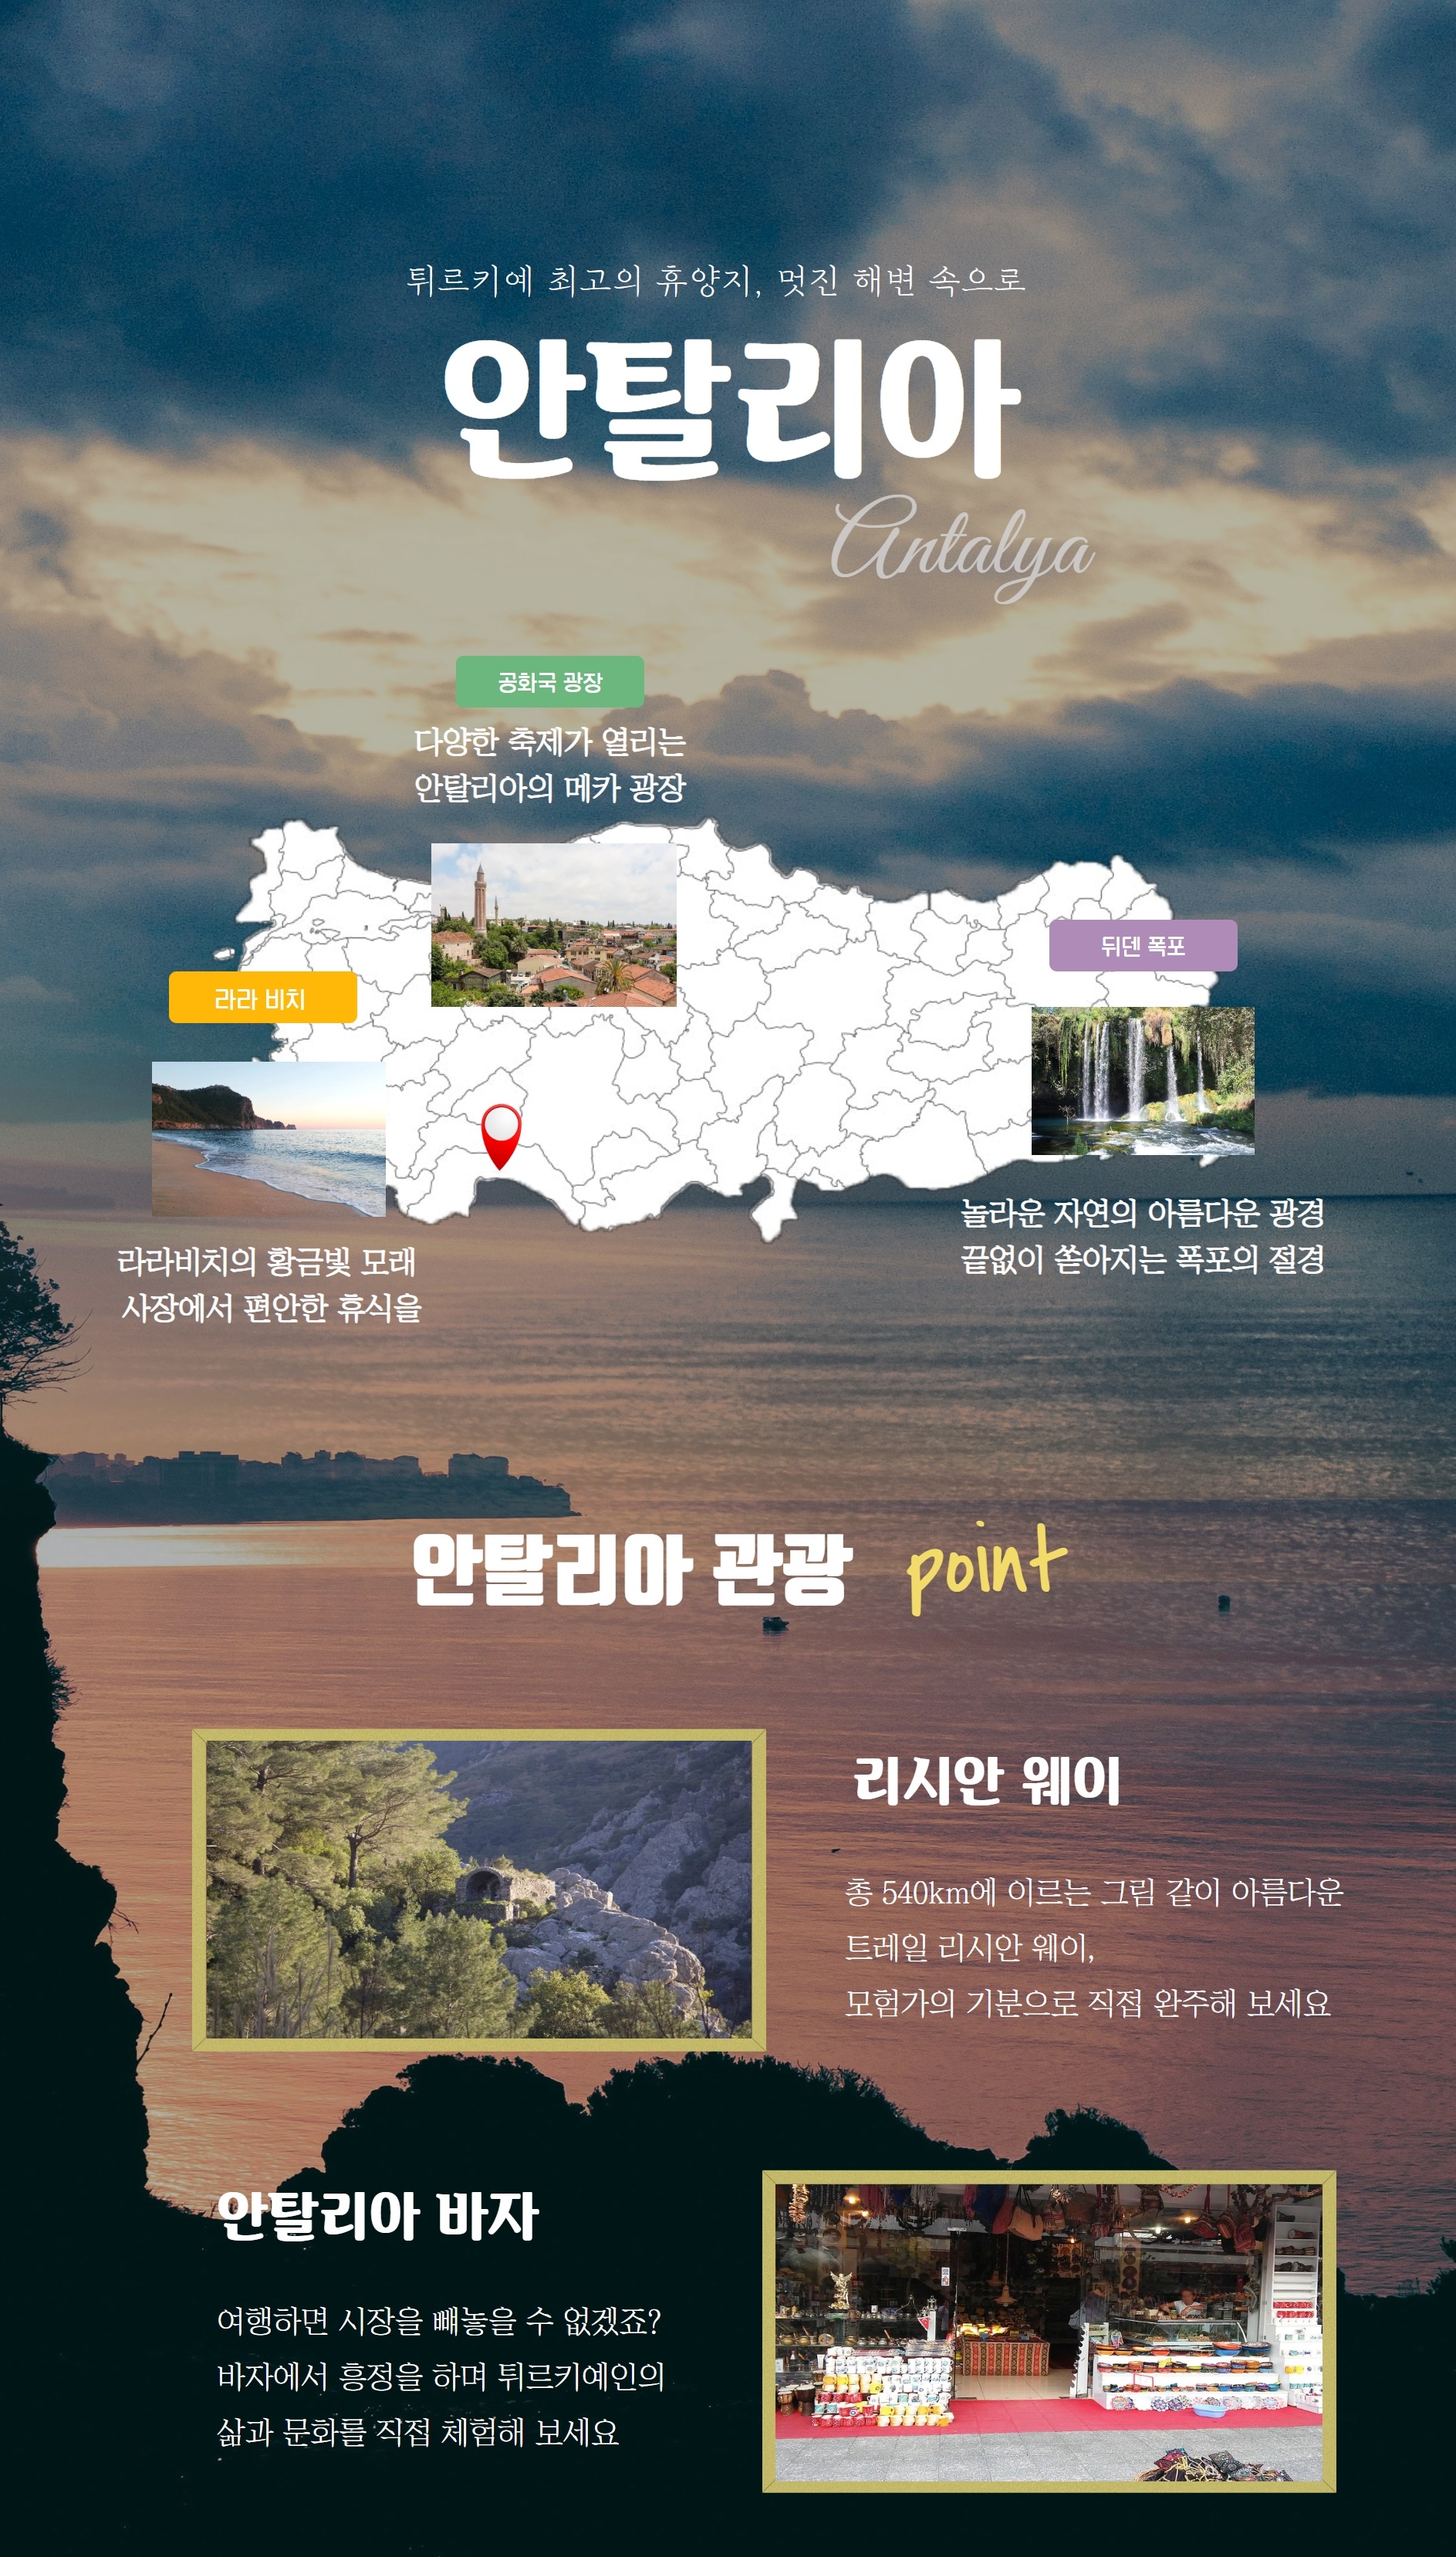 튀르키예 최고의 휴양지, 멋진 해변 속으로
안탈리아
Antalya
공화국 광장
다양한 축제가 열리는
안탈리아의 메카 광장
라라 비치
라라비치의 황금빛 모래
사장에서 편안한 휴식을
뒤덴 폭포
놀라운 자연의 아름다운 광경
끝없이 쏟아지는 폭포의 절경
안탈리아 관광 point
리시안 웨이
총 540km에 이르는 그림 같이 아름다운
트레일 리시안 웨이,
모험가의 기분으로 직접 완주해 보세요
안탈리아 바자
여행하면 시장을 빼놓을 수 없겠죠?
바자에서 흥정을 하며 튀르키예인의
삶과 문화를 직접 체험해 보세요